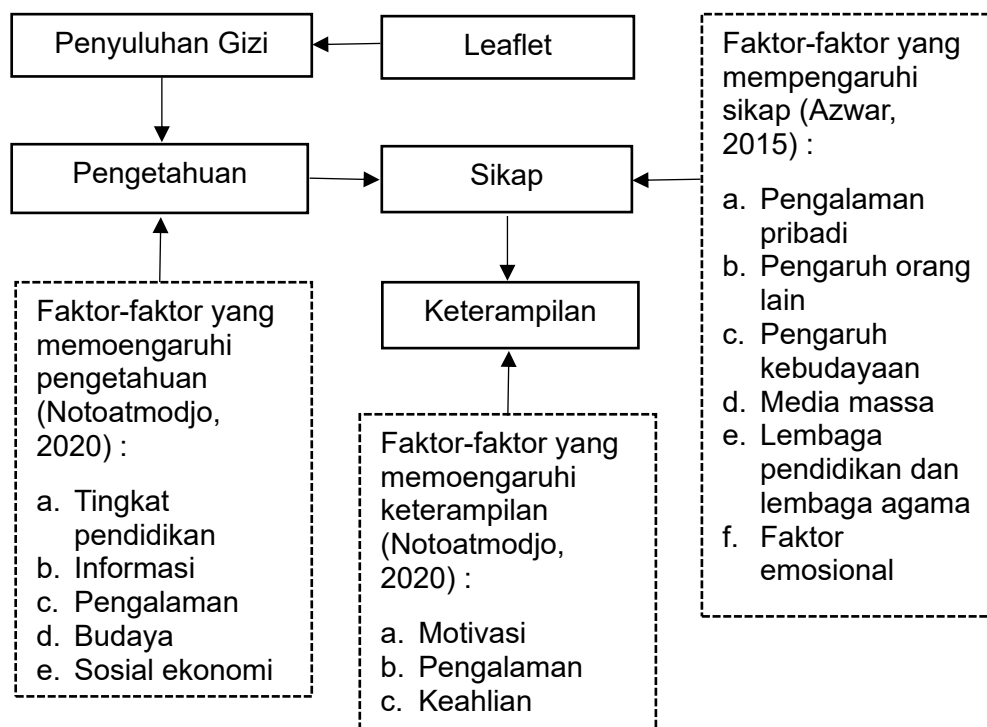 Penyuluhan Gizi
Leaflet
Pengetahuan
Sikap
Keterampilan
Faktor-faktor yang
memoengaruhi
pengetahuan
(Notoatmodjo,
2020) :
a. Tingkat
pendidikan
b. Informasi
c. Pengalaman
d. Budaya
e. Sosial ekonomi
Faktor-faktor yang
memoengaruhi
keterampilan
(Notoatmodjo,
2020) :
a. Motivasi
b. Pengalaman
c. Keahlian
Faktor-faktor yang
mempengaruhi
sikap (Azwar,
2015) :
a. Pengalaman
pribadi
b. Pengaruh orang
lain
c. Pengaruh
kebudayaan
d. Media massa
e. Lembaga
pendidikan dan
lembaga agama
f. Faktor
emosional